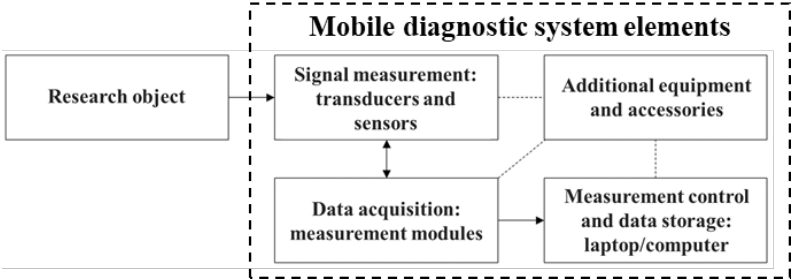 Mobile diagnostic system elements
Research object
Signal measurement:
transducers and
sensors
Additional equipment
and accessories
Data acquisition:
measurement modules
Measurement control
and data storage:
laptop/computer